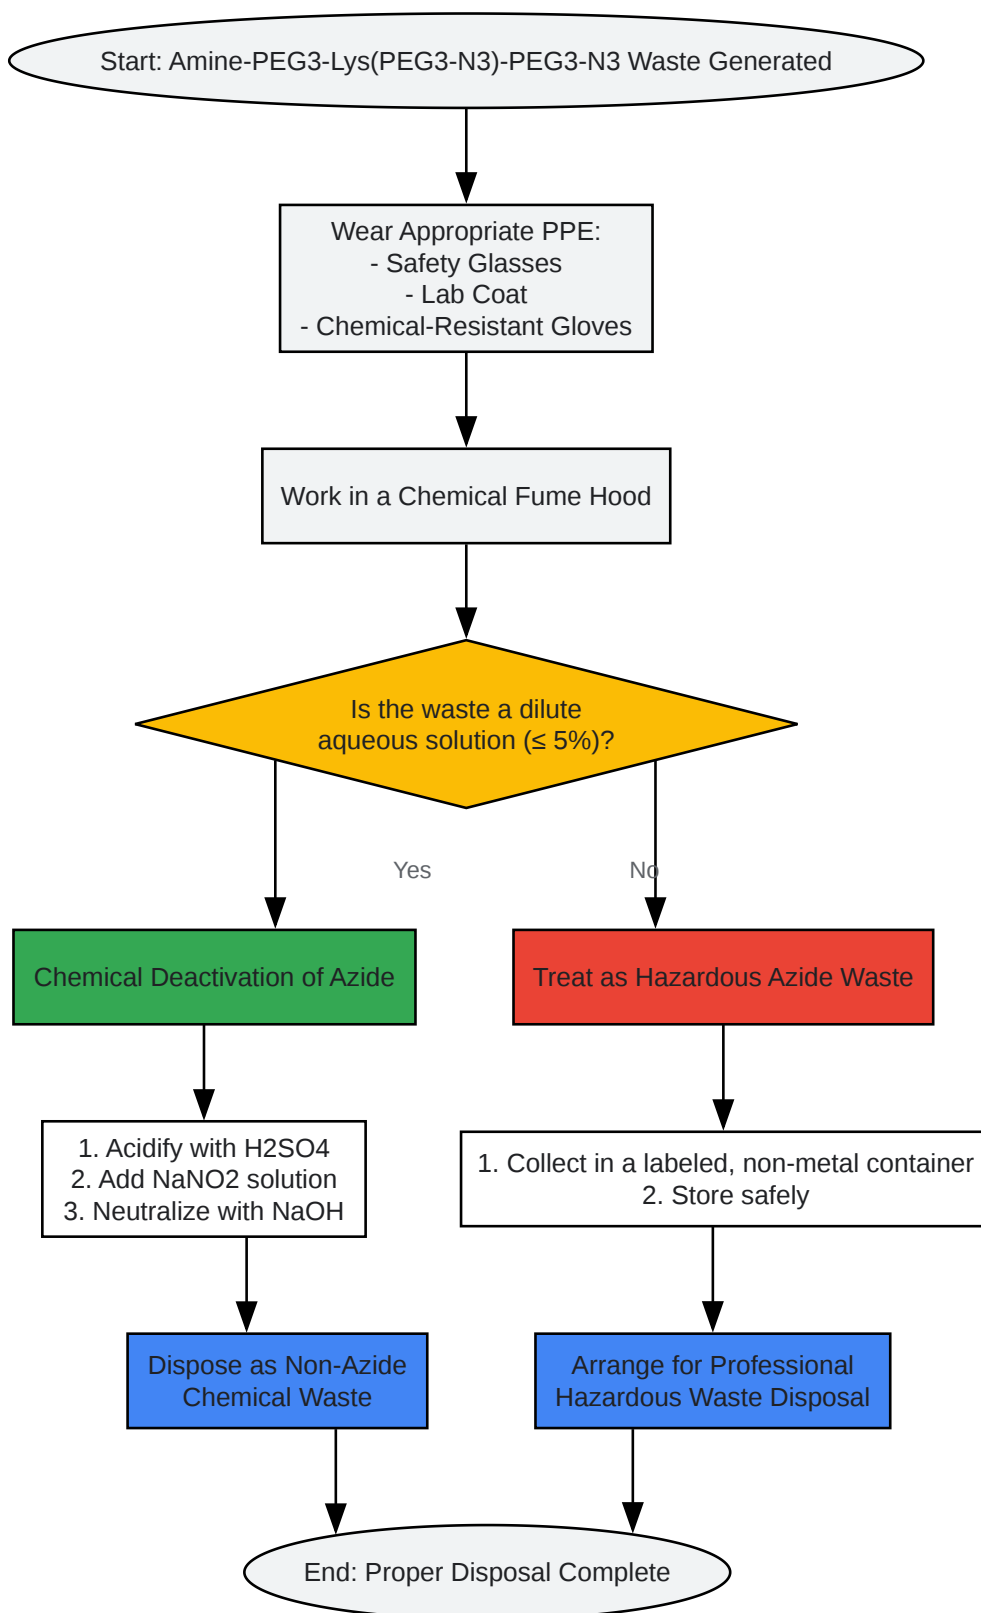 Start: Amine-PEG3-Lys(PEG3-N3)-PEG3-N3 Waste Generated
Wear Appropriate PPE:
- Safety Glasses
- Lab Coat
- Chemical-Resistant Gloves
Work in a Chemical Fume Hood
Is the waste a dilute
aqueous solution (≤ 5%)?
Yes
No
Chemical Deactivation of Azide
Treat as Hazardous Azide Waste
1. Acidify with H2SO4
2. Add NaNO2 solution
3. Neutralize with NaOH
1. Collect in a labeled, non-metal container
2. Store safely
Dispose as Non-Azide
Chemical Waste
Arrange for Professional
Hazardous Waste Disposal
End: Proper Disposal Complete